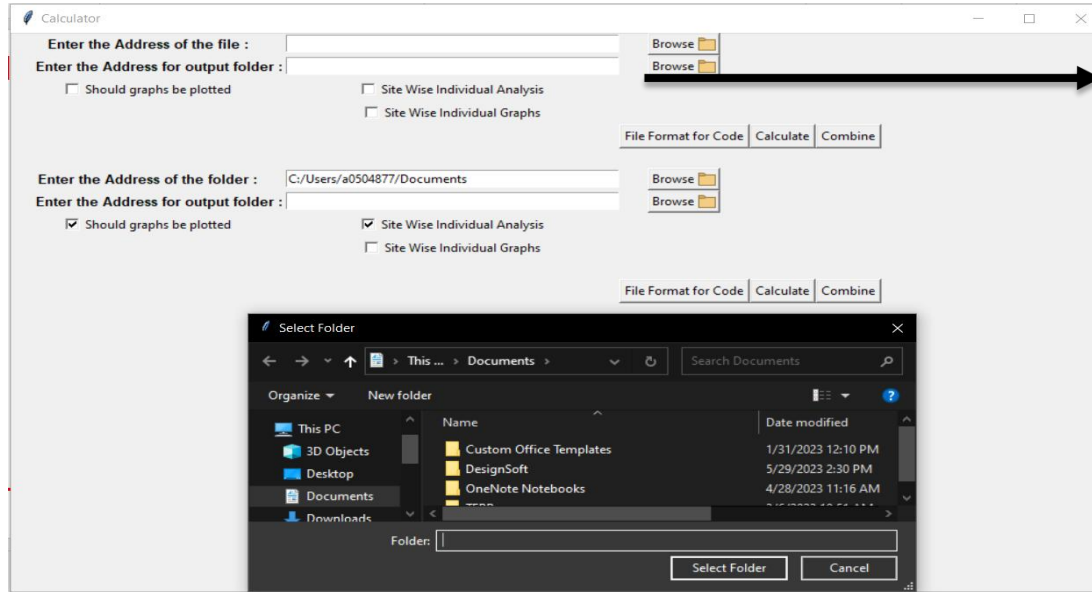 Calculator
Enter the Address of the file : Browse
Enter the Address for output folder : Browse
Should graphs be plotted Site Wise Individual Analysis
Site Wise Individual Graphs
File Format for Code Calculate Combine
Enter the Address of the folder : C:/Users/a0504877/Documents Browse
Enter the Address for output folder : Browse
Should graphs be plotted Site Wise Individual Analysis
Site Wise Individual Graphs
File Format for Code Calculate Combine
Select Folder
This ... > Documents > Search Documents
Organize New folder ?
This PC Name Date modified
3D Objects Custom Office Templates 1/31/2023 12:10 PM
Desktop DesignSoft 5/29/2023 2:30 PM
Documents OneNote Notebooks 4/28/2023 11:16 AM
Downloads
Folder:
Select Folder Cancel